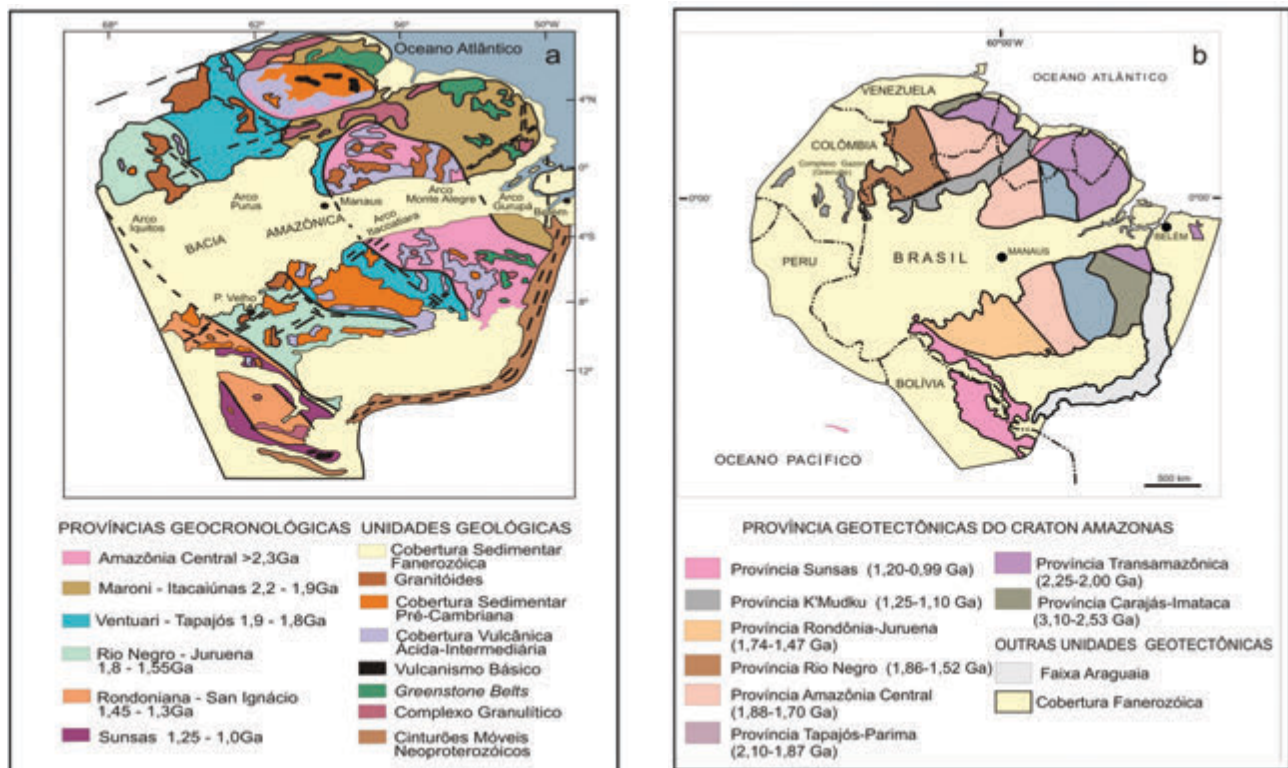 68°
62°
56°
50°W
Oceano Atlântico
a
4°N
0°
Arco
Purus
Manaus
Arco
Monte Alegre
Arco
Gurupá
Belém
Arco
Iquitos
BACIA
AMAZÔNICA
Arco
4°S
P. Velho
8°
12°
PROVÍNCIAS GEOCRONOLÓGICAS
Amazônia Central >2,3Ga
Maroni - Itacaiúnas 2,2 - 1,9Ga
Ventuari - Tapajós 1,9 - 1,8Ga
Rio Negro - Juruena
1,8 - 1,55Ga
Rondoniana - San Ignácio
1,45 - 1,3Ga
Sunsas 1,25 - 1,0Ga
UNIDADES GEOLÓGICAS
Cobertura Sedimentar
Fanerozóica
Granitóides
Cobertura Sedimentar
Pré-Cambriana
Cobertura Vulcânica
Ácida-Intermediária
Vulcanismo Básico
Greenstone Belts
Complexo Granulítico
Cinturões Móveis
Neoproterozóicos
60°00'W
b
OCEANO ATLÂNTICO
VENEZUELA
COLÔMBIA
0°00'
0°00'
BELÉM
MANAUS
BRASIL
PERU
BOLÍVIA
OCEANO PACÍFICO
500 km
PROVÍNCIA GEOTECTÔNICAS DO CRATON AMAZONAS
Província Sunsas (1,20-0,99 Ga)
Província K'Mudku (1,25-1,10 Ga)
Província Rondônia-Juruena
(1,74-1,47 Ga)
Província Rio Negro (1,86-1,52 Ga)
Província Amazônia Central
(1,88-1,70 Ga)
Província Tapajós-Parima
(2,10-1,87 Ga)
Província Transamazônica
(2,25-2,00 Ga)
Província Carajás-Imataca
(3,10-2,53 Ga)
OUTRAS UNIDADES GEOTECTÔNICAS
Faixa Araguaia
Cobertura Fanerozóica